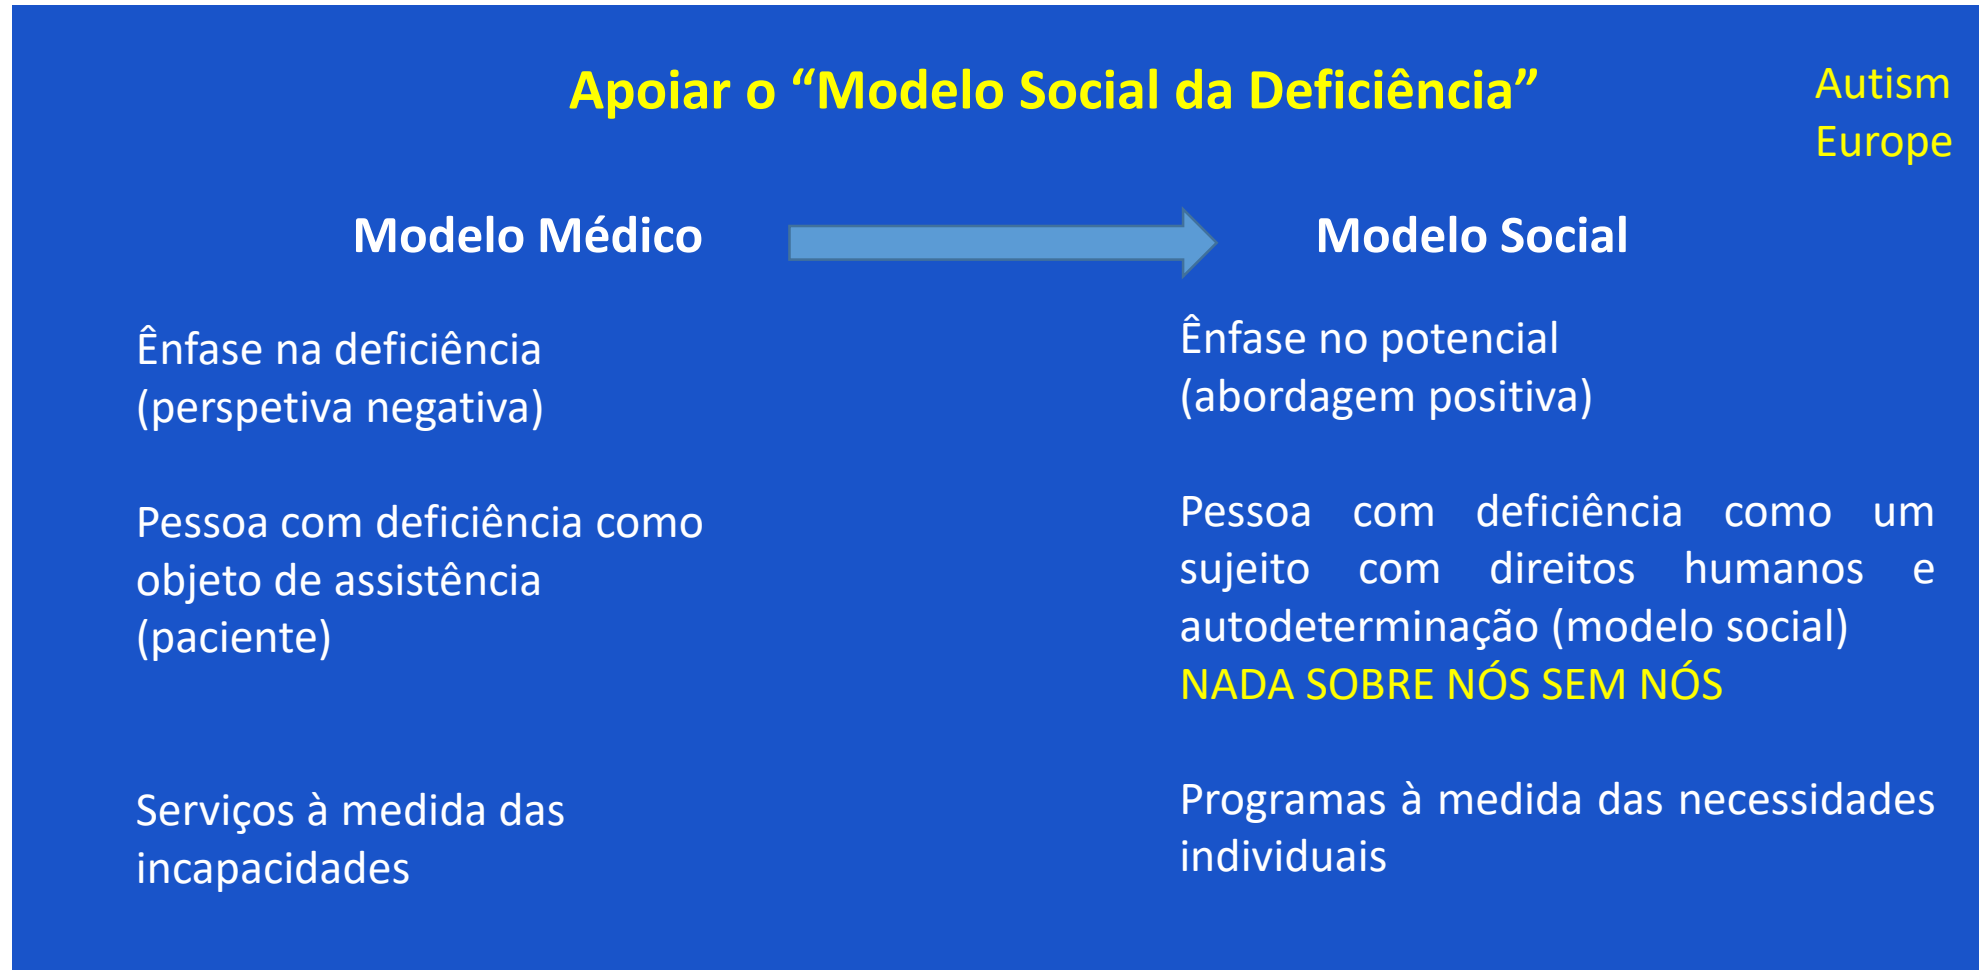 Apoiar o “Modelo Social da Deficiência”
Autism
Europe
Modelo Médico
Modelo Social
Ênfase na deficiência
(perspetiva negativa)
Pessoa com deficiência como
objeto de assistência
(paciente)
Serviços à medida das
incapacidades
Ênfase no potencial
(abordagem positiva)
Pessoa com deficiência como um
sujeito com direitos humanos e
autodeterminação (modelo social)
NADA SOBRE NÓS SEM NÓS
Programas à medida das necessidades
individuais